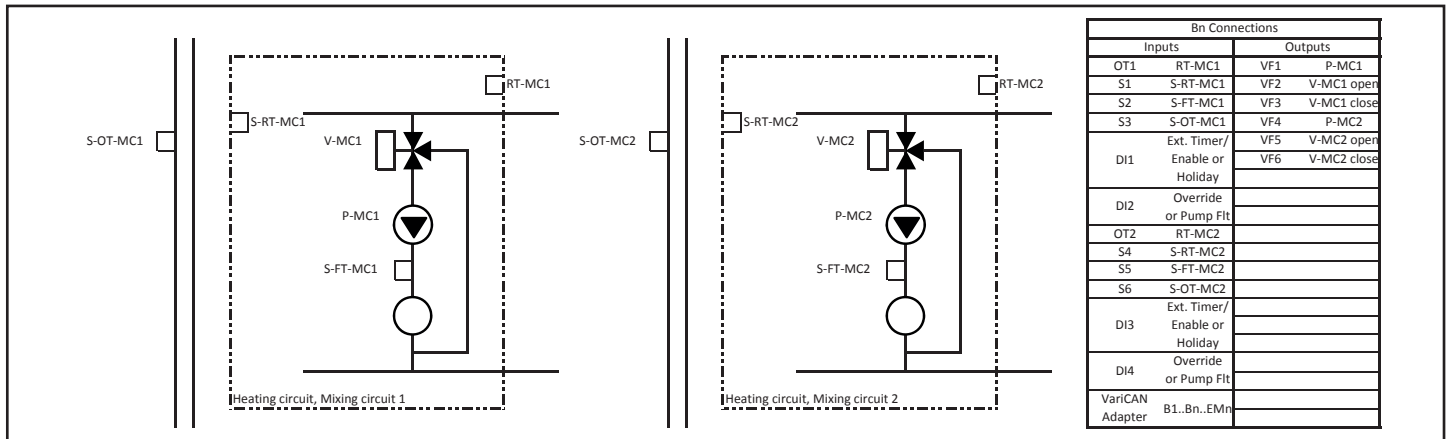 RT-MC1
S-RT-MC1
S-OT-MC1
V-MC1
P-MC1
S-FT-MC1
Heating circuit, Mixing circuit 1
RT-MC2
S-RT-MC2
S-OT-MC2
V-MC2
P-MC2
S-FT-MC2
Heating circuit, Mixing circuit 2
Bn Connections
Inputs Outputs
OT1 RT-MC1 VF1 P-MC1
S1 S-RT-MC1 VF2 V-MC1 open
S2 S-FT-MC1 VF3 V-MC1 close
S3 S-OT-MC1 VF4 P-MC2
Ext. Timer/ VF5 V-MC2 open
DI1 Enable or VF6 V-MC2 close
Holiday
Override
DI2
or Pump Flt
OT2 RT-MC2
S4 S-RT-MC2
S5 S-FT-MC2
S6 S-OT-MC2
Ext. Timer/
DI3 Enable or
Holiday
Override
DI4
or Pump Flt
VariCAN
B1..Bn..EMn
Adapter